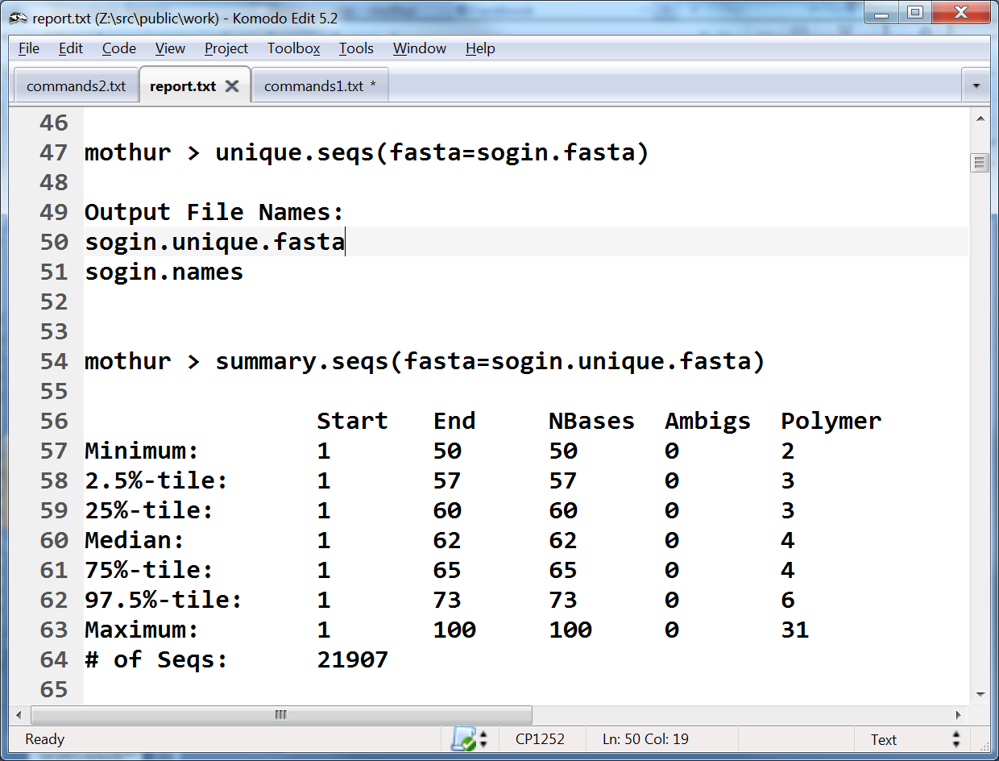 report.txt (Z:\src\public\work) - Komodo Edit 5.2
File Edit Code View Project Toolbox Tools Window Help
commands2.txt report.txt commands1.txt *
46
47 mothur > unique.seqs(fasta=sogin.fasta)
48
49 Output File Names:
50 sogin.unique.fasta
51 sogin.names
52
53
54 mothur > summary.seqs(fasta=sogin.unique.fasta)
55
56 Start End NBases Ambigs Polymer
57 Minimum: 1 50 50 0 2
58 2.5%-tile: 1 57 57 0 3
59 25%-tile: 1 60 60 0 3
60 Median: 1 62 62 0 4
61 75%-tile: 1 65 65 0 4
62 97.5%-tile: 1 73 73 0 6
63 Maximum: 1 100 100 0 31
64 # of Seqs: 21907
65
Ready CP1252 Ln: 50 Col: 19 Text